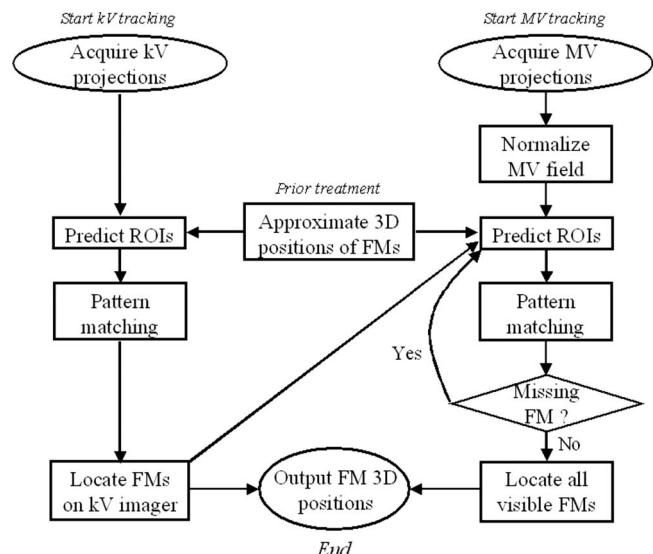 Start kV tracking
Start MV tracking
Acquire kV
projections
Acquire MV
projections
Normalize
MV field
Prior treatment
Predict ROIs
Approximate 3D
positions of FMs
Predict ROIs
Pattern
matching
Pattern
matching
Yes
Missing
FM ?
No
Locate FMs
on kV imager
Output FM 3D
positions
Locate all
visible FMs
End